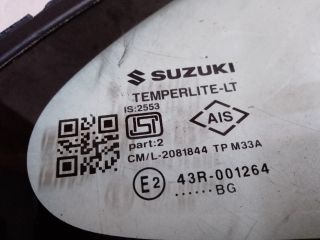 SUZUKI
TEMPERLITE-LT
IS:2553
AIS
part:2
CM/L-2081844 TP M33A
E2 43R-001264
......BG